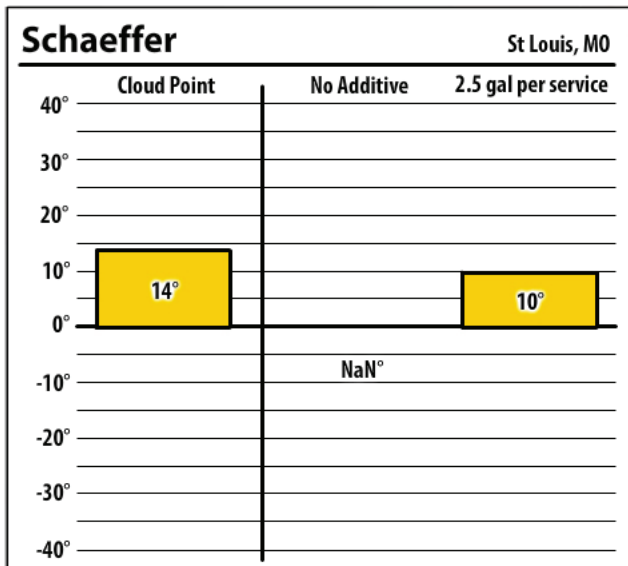 Schaeffer
St Louis, MO
Cloud Point
No Additive
2.5 gal per service
40°
30°
20°
10°
0°
-10°
-20°
-30°
-40°
14°
10°
NaN°